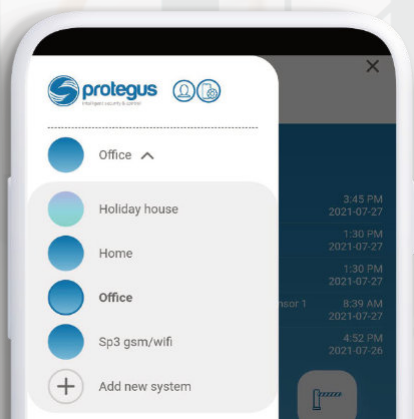 protegus
intelligent security & control
Office
Holiday house
Home
Office
Sp3 gsm/wifi
Add new system
3:45 PM
2021-07-27
1:30 PM
2021-07-27
1:30 PM
2021-07-27
nsor 1 8:39 AM
2021-07-27
4:52 PM
2021-07-26